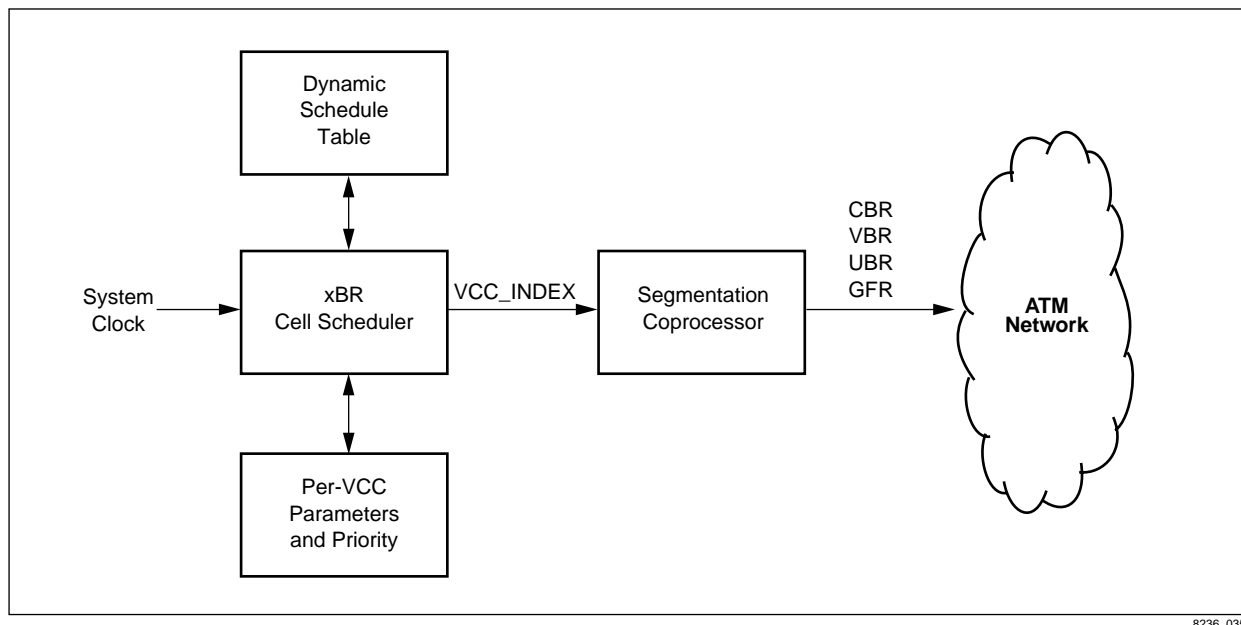 Dynamic
Schedule
Table
System
Clock
xBR
Cell Scheduler
VCC_INDEX
Segmentation
Coprocessor
CBR
VBR
UBR
GFR
ATM
Network
Per-VCC
Parameters
and Priority